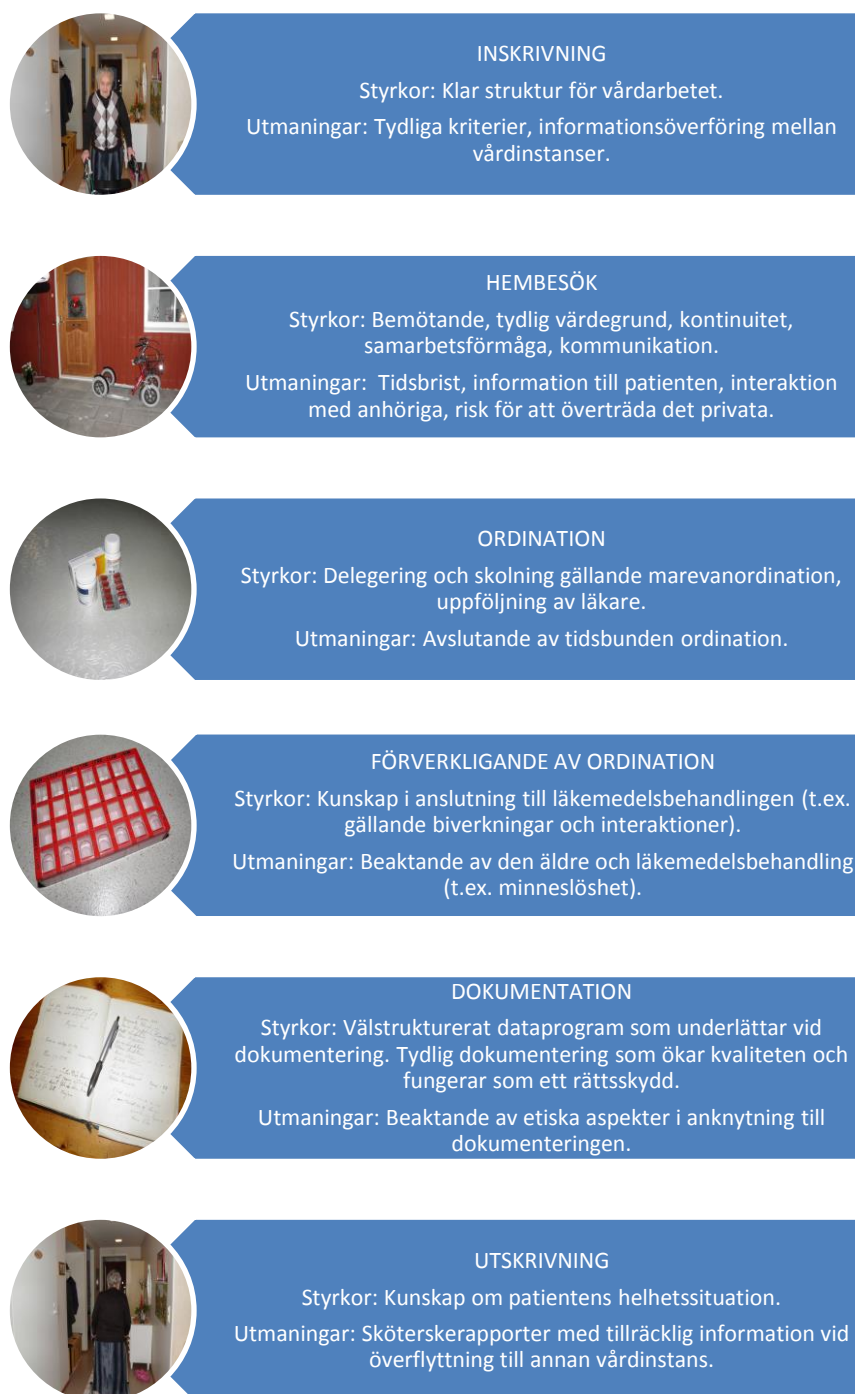 INSKRIVNING
Styrkor: Klar struktur för vårdarbetet.
Utmaningar: Tydliga kriterier, informationsöverföring mellan
vårdinstanser.
HEMBESÖK
Styrkor: Bemötande, tydlig värdegrund, kontinuitet,
samarbetsförmåga, kommunikation.
Utmaningar: Tidsbrist, information till patienten, interaktion
med anhöriga, risk för att överträda det privata.
ORDINATION
Styrkor: Delegering och skolning gällande marevanordination,
uppföljning av läkare.
Utmaningar: Avslutande av tidsbunden ordination.
FÖRVERKLIGANDE AV ORDINATION
Styrkor: Kunskap i anslutning till läkemedelsbehandlingen (t.ex.
gällande biverkningar och interaktioner).
Utmaningar: Beaktande av den äldre och läkemedelsbehandling
(t.ex. minneslöshet).
DOKUMENTATION
Styrkor: Välstrukturerat dataprogram som underlättar vid
dokumentering. Tydlig dokumentering som ökar kvaliteten och
fungerar som ett rättsskydd.
Utmaningar: Beaktande av etiska aspekter i anknytning till
dokumenteringen.
UTSKRIVNING
Styrkor: Kunskap om patientens helhetssituation.
Utmaningar: Sköterskerapporter med tillräcklig information vid
överflyttning till annan vårdinstans.